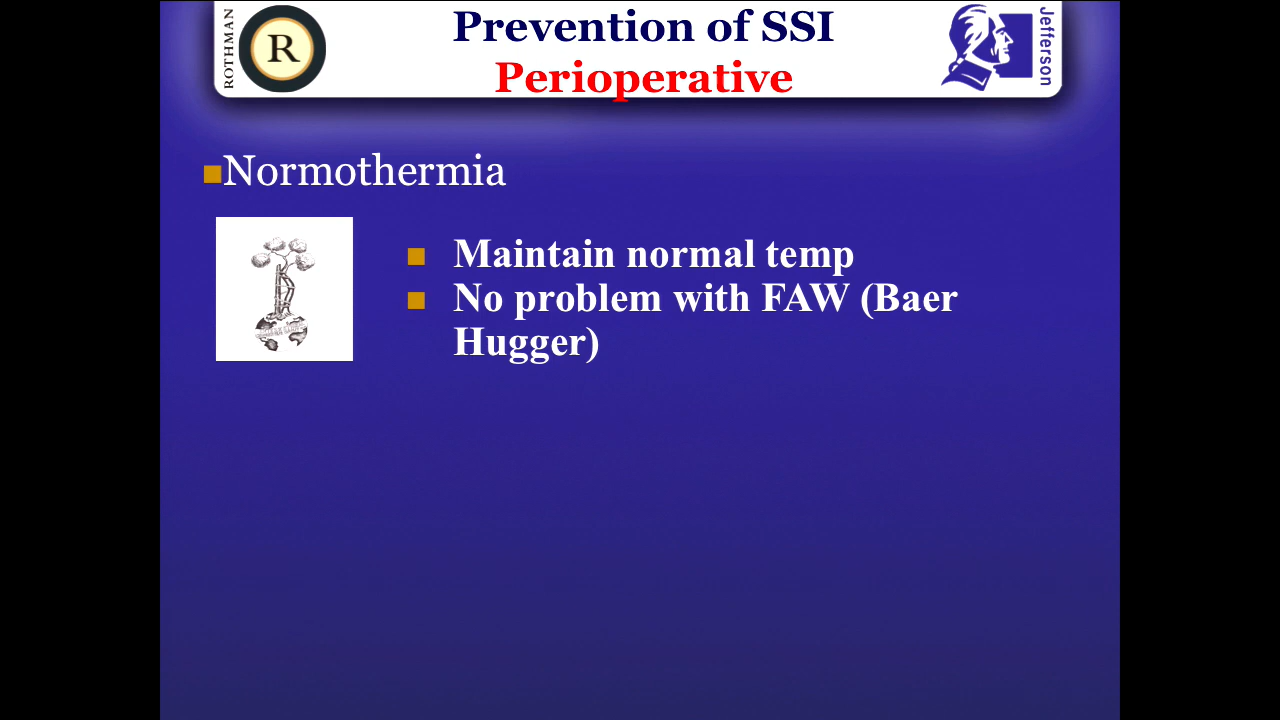 Prevention of SSI
Perioperative
ROTHMAN
R
Jefferson
Normothermia
Maintain normal temp
No problem with FAW (Baer
Hugger)